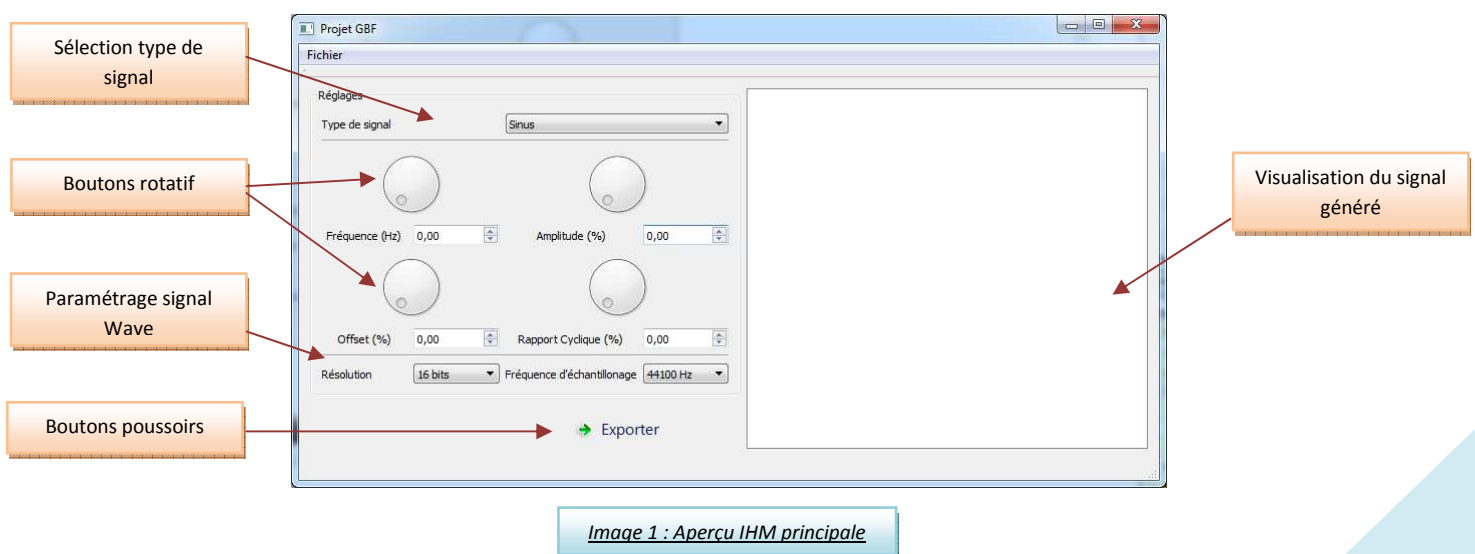 Projet GBF
Fichier
Sélection type de
signal
Réglages
Type de signal
Sinus
Boutons rotatif
Fréquence (Hz)
0,00
Amplitude (%)
0,00
Visualisation du signal
généré
Paramétrage signal
Wave
Offset (%)
0,00
Rapport Cyclique (%)
0,00
Résolution
16 bits
Fréquence d'échantillonage
44100 Hz
Boutons poussoirs
Exporter
Image 1 : Aperçu IHM principale